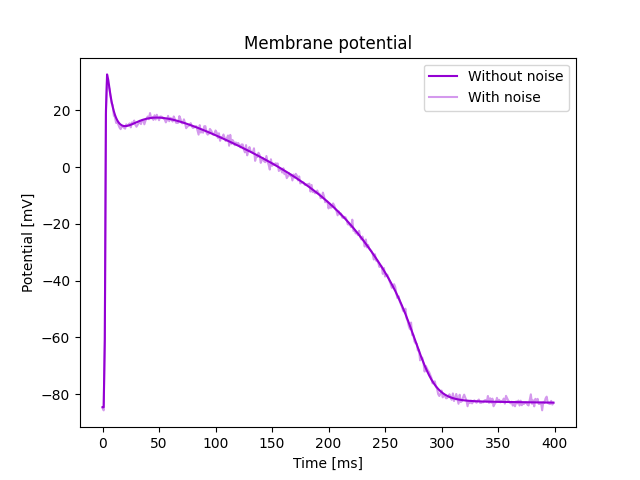 Membrane potential
Without noise
With noise
20
0
−20
−40
−60
−80
Potential [mV]
0 50 100 150 200 250 300 350 400
Time [ms]